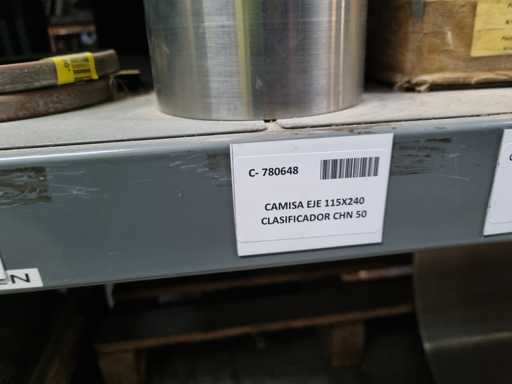 C- 780648
CAMISA EJE 115X240
CLASIFICADOR CHN 50
N